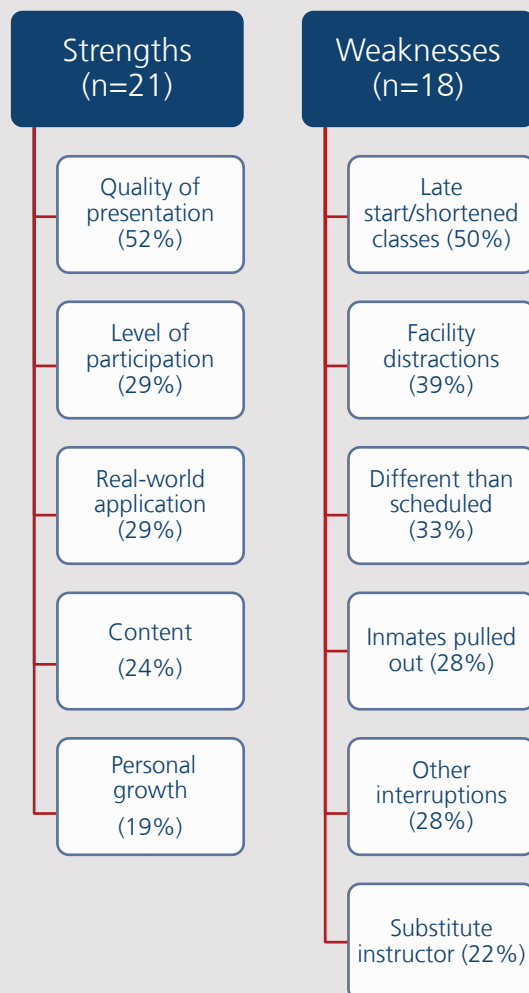 Strengths
(n=21)
Quality of
presentation
(52%)
Level of
participation
(29%)
Real-world
application
(29%)
Content
(24%)
Personal
growth
(19%)
Weaknesses
(n=18)
Late
start/shortened
classes (50%)
Facility
distractions
(39%)
Different than
scheduled
(33%)
Inmates pulled
out (28%)
Other
interruptions
(28%)
Substitute
instructor (22%)